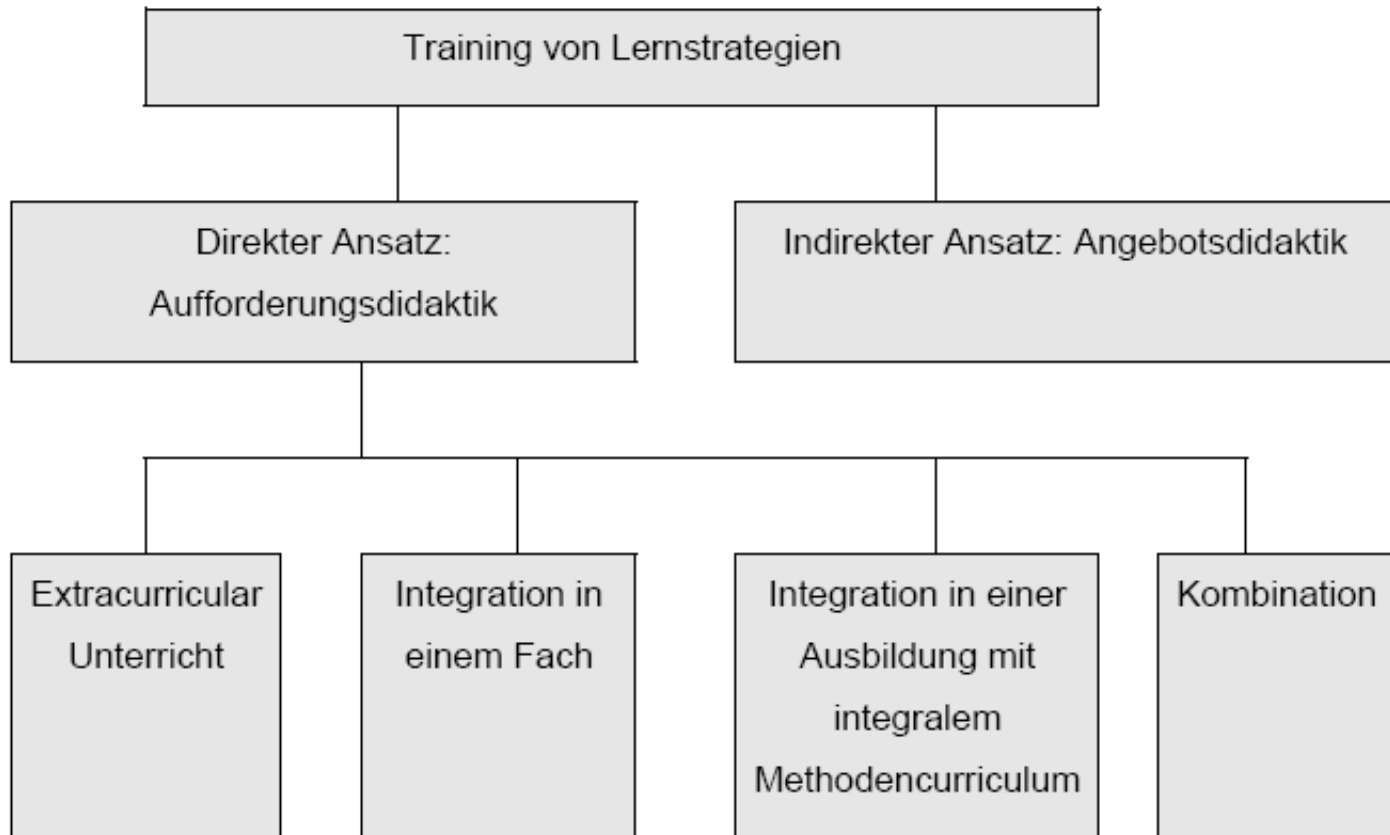 Training von Lernstrategien
Direkter Ansatz:
Aufforderungsdidaktik
Indirekter Ansatz: Angebotsdidaktik
Extracurricular
Unterricht
Integration in
einem Fach
Integration in einer
Ausbildung mit
integralem
Methodencurriculum
Kombination